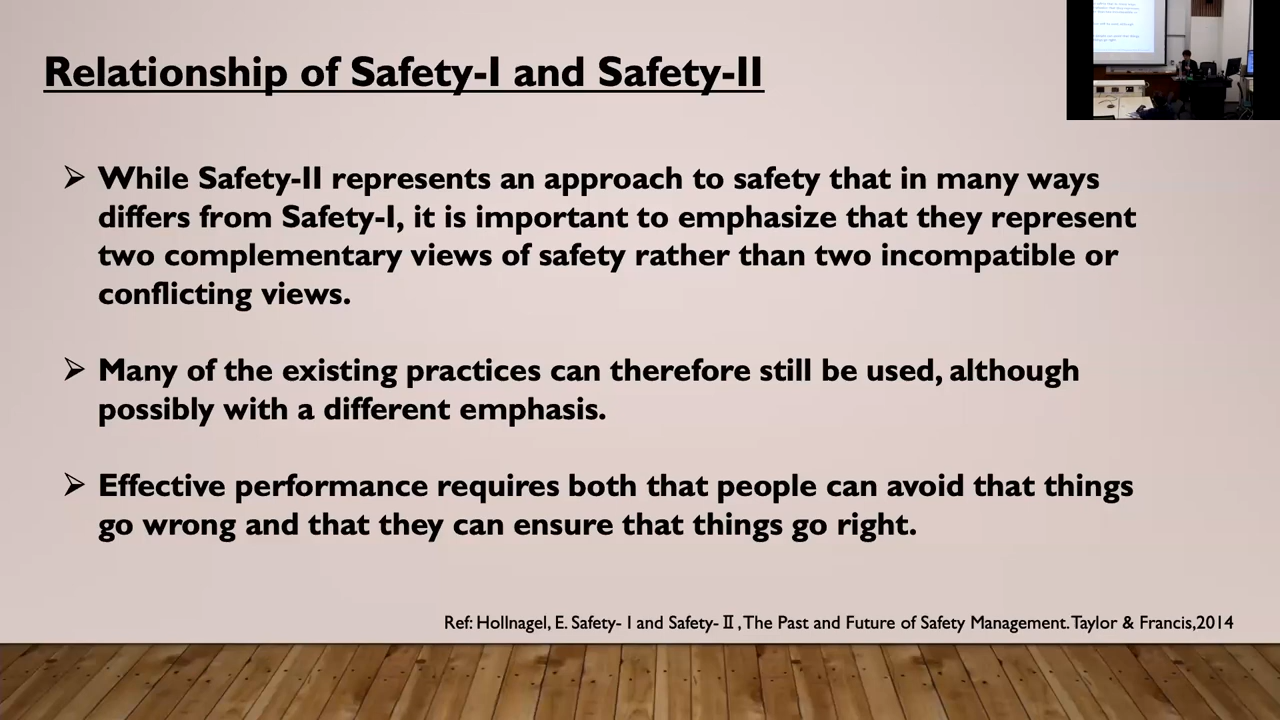 Relationship of Safety-I and Safety-II
➢ While Safety-II represents an approach to safety that in many ways
differs from Safety-I, it is important to emphasize that they represent
two complementary views of safety rather than two incompatible or
conflicting views.
➢ Many of the existing practices can therefore still be used, although
possibly with a different emphasis.
➢ Effective performance requires both that people can avoid that things
go wrong and that they can ensure that things go right.
Ref: Hollnagel, E. Safety- I and Safety- Ⅱ , The Past and Future of Safety Management. Taylor & Francis,2014